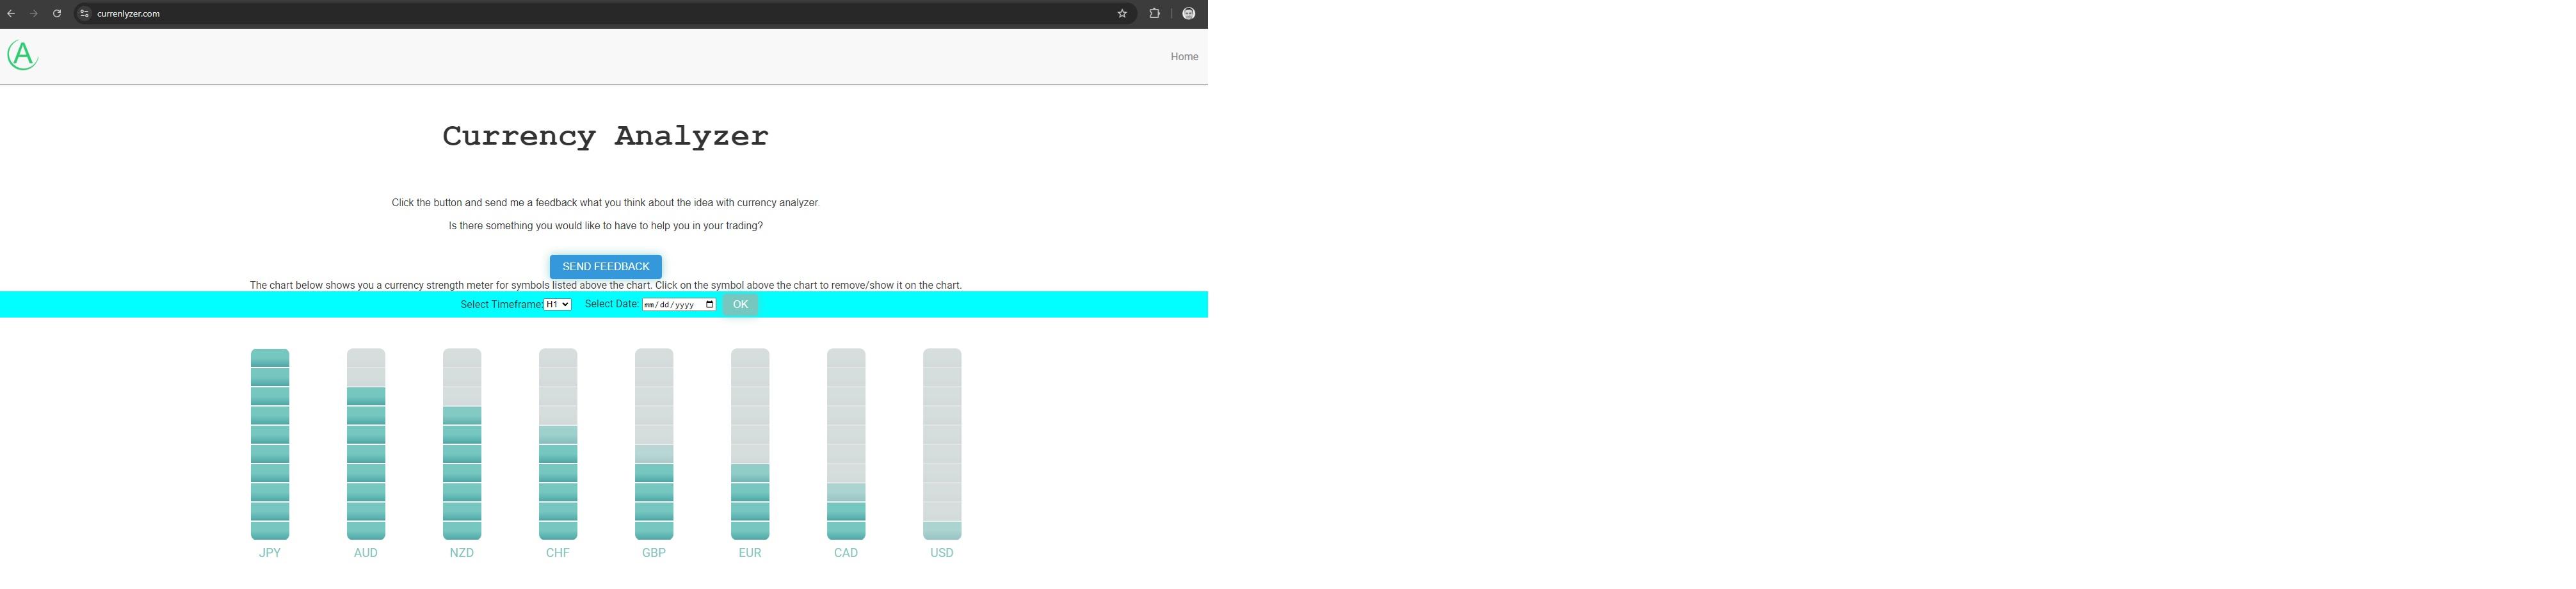 currenlyzer.com
A
Home
Currency Analyzer
Click the button and send me a feedback what you think about the idea with currency analyzer.
Is there something you would like to have to help you in your trading?
SEND FEEDBACK
The chart below shows you a currency strength meter for symbols listed above the chart. Click on the symbol above the chart to remove/show it on the chart.
Select Timeframe: H1 Select Date: mm/dd/yyyy OK
JPY AUD NZD CHF GBP EUR CAD USD